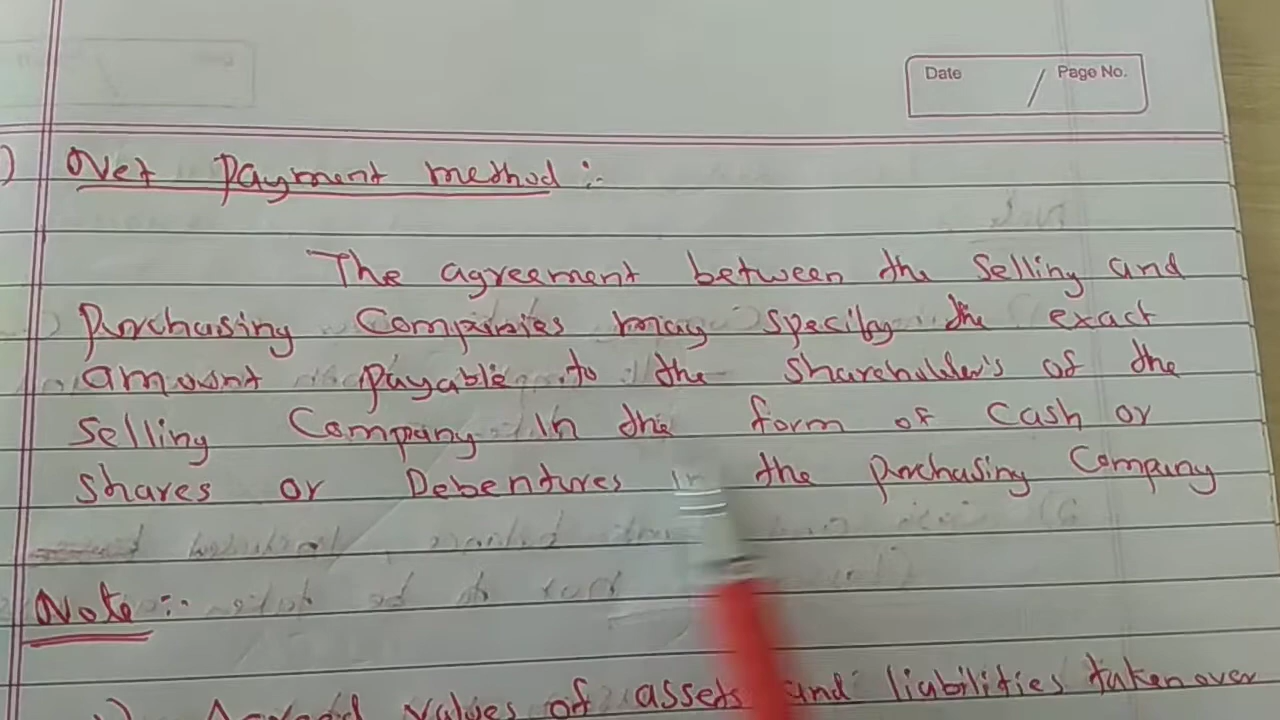 Date / Page No.
) Net payment method :-
The agreement between the Selling and
Purchasing Companies may specify the exact
amount payable to the shareholder's of the
Selling Company in the form of Cash or
Shares or Debentures in the purchasing Company
Note :-
values of assets and liabilities taken over